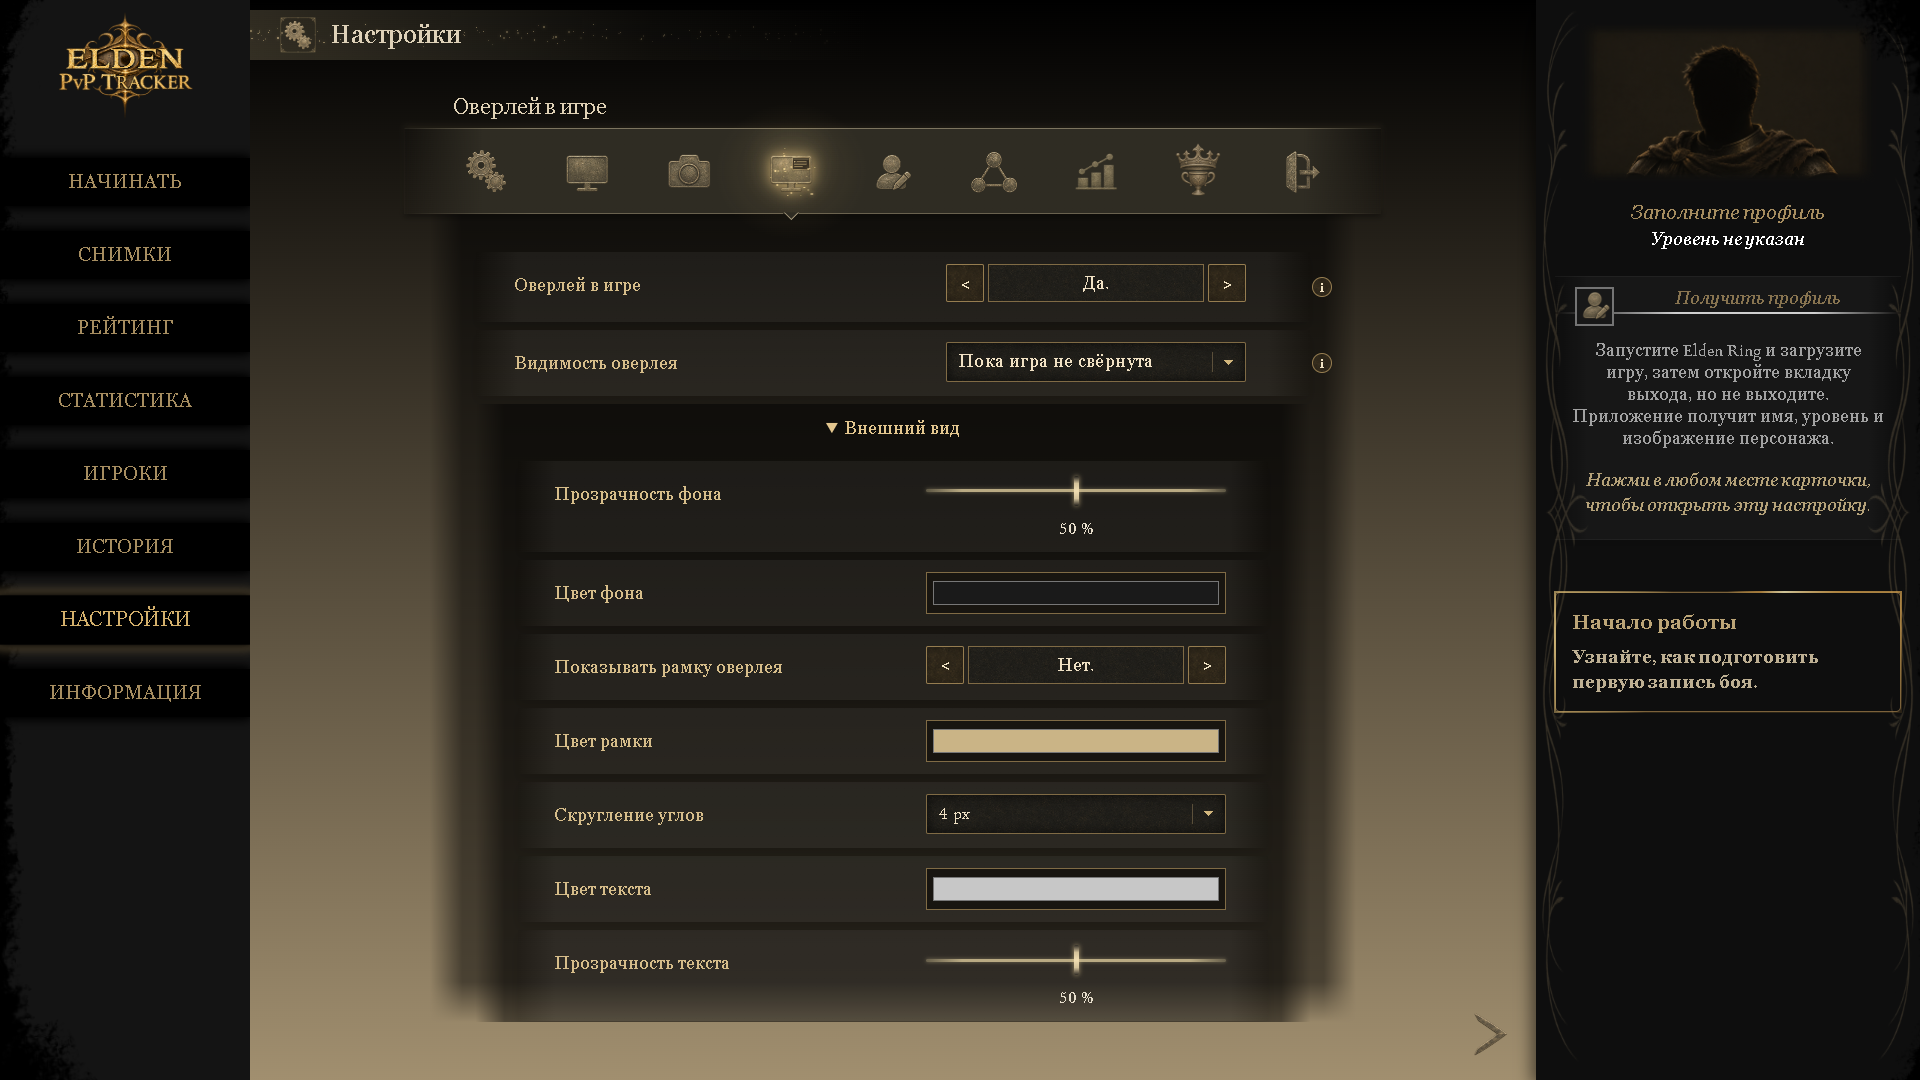 ELDEN
PvP TRACKER
НАЧИНАТЬ
СНИМКИ
РЕЙТИНГ
СТАТИСТИКА
ИГРОКИ
ИСТОРИЯ
НАСТРОЙКИ
ИНФОРМАЦИЯ
Настройки
Оверлей в игре
Оверлей в игре
< Да. >
Видимость оверлея
Пока игра не свёрнута
▼ Внешний вид
Прозрачность фона
50 %
Цвет фона
Показывать рамку оверлея
< Нет. >
Цвет рамки
Скругление углов
4 px
Цвет текста
Прозрачность текста
50 %
Заполните профиль
Уровень не указан
Получить профиль
Запустите Elden Ring и загрузите
игру, затем откройте вкладку
выхода, но не выходите.
Приложение получит имя, уровень и
изображение персонажа.
Нажми в любом месте карточки,
чтобы открыть эту настройку.
Начало работы
Узнайте, как подготовить
первую запись боя.